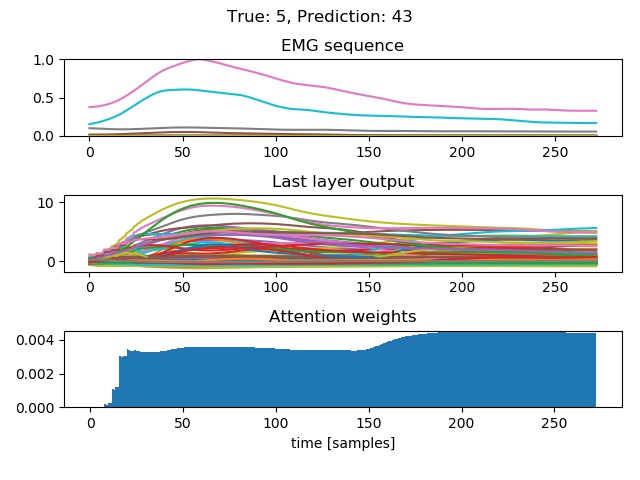 True: 5, Prediction: 43
EMG sequence
1.0
0.5
0.0
0 50 100 150 200 250
Last layer output
10
0
0 50 100 150 200 250
Attention weights
0.004
0.002
0.000
0 50 100 150 200 250
time [samples]